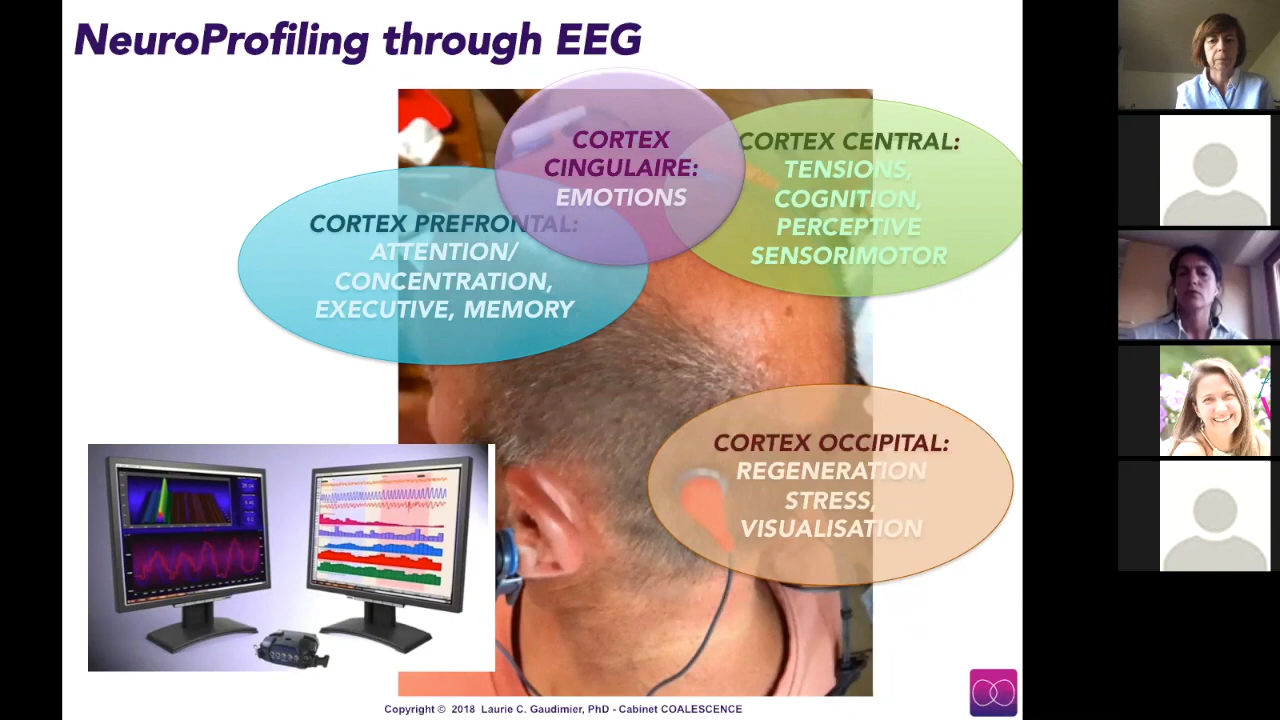 NeuroProfiling through EEG
CORTEX
CINGULAIRE:
EMOTIONS
CORTEX CENTRAL:
TENSIONS,
COGNITION,
PERCEPTIVE
SENSORIMOTOR
CORTEX PREFRONTAL:
ATTENTION/
CONCENTRATION,
EXECUTIVE, MEMORY
CORTEX OCCIPITAL:
REGENERATION
STRESS,
VISUALISATION
Copyright © 2018 Laurie C. Gaudimier, PhD - Cabinet COALESCENCE